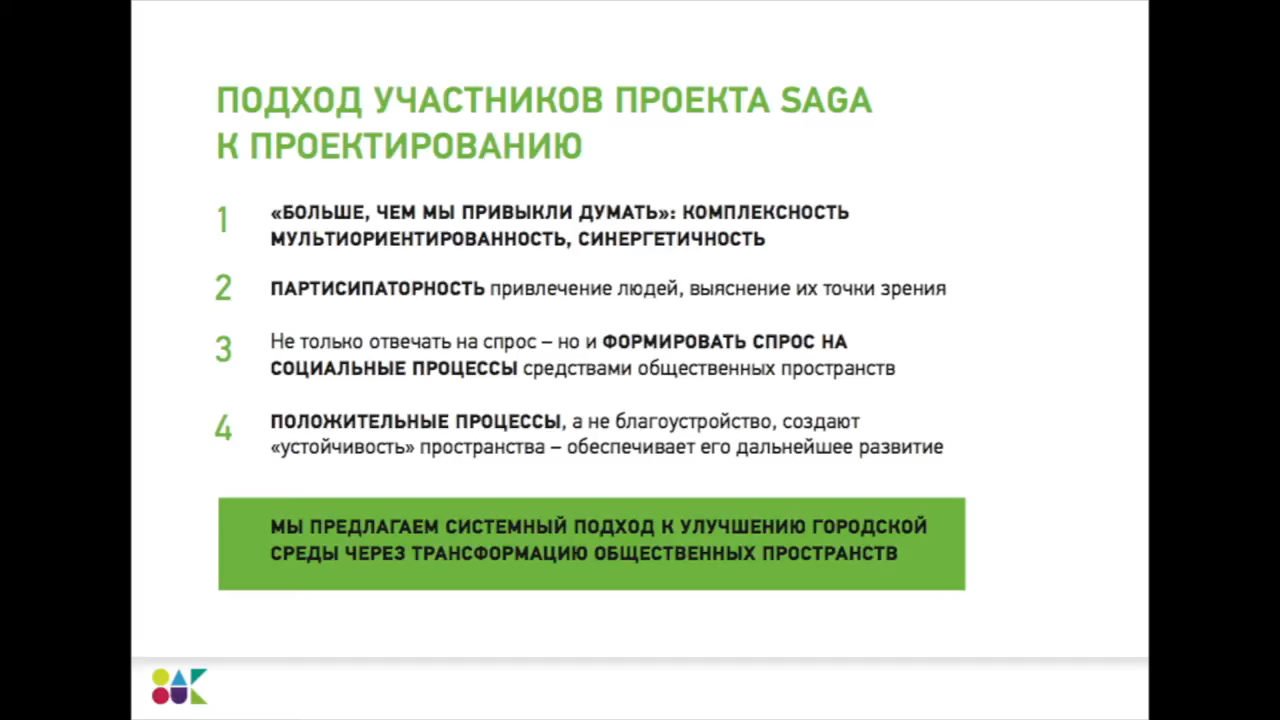 ПОДХОД УЧАСТНИКОВ ПРОЕКТА SAGA
К ПРОЕКТИРОВАНИЮ
1 «БОЛЬШЕ, ЧЕМ МЫ ПРИВЫКЛИ ДУМАТЬ»: КОМПЛЕКСНОСТЬ
МУЛЬТИОРИЕНТИРОВАННОСТЬ, СИНЕРГЕТИЧНОСТЬ
2 ПАРТИСИПАТОРНОСТЬ привлечение людей, выяснение их точки зрения
3 Не только отвечать на спрос – но и ФОРМИРОВАТЬ СПРОС НА
СОЦИАЛЬНЫЕ ПРОЦЕССЫ средствами общественных пространств
4 ПОЛОЖИТЕЛЬНЫЕ ПРОЦЕССЫ, а не благоустройство, создают
«устойчивость» пространства – обеспечивает его дальнейшее развитие
МЫ ПРЕДЛАГАЕМ СИСТЕМНЫЙ ПОДХОД К УЛУЧШЕНИЮ ГОРОДСКОЙ
СРЕДЫ ЧЕРЕЗ ТРАНСФОРМАЦИЮ ОБЩЕСТВЕННЫХ ПРОСТРАНСТВ